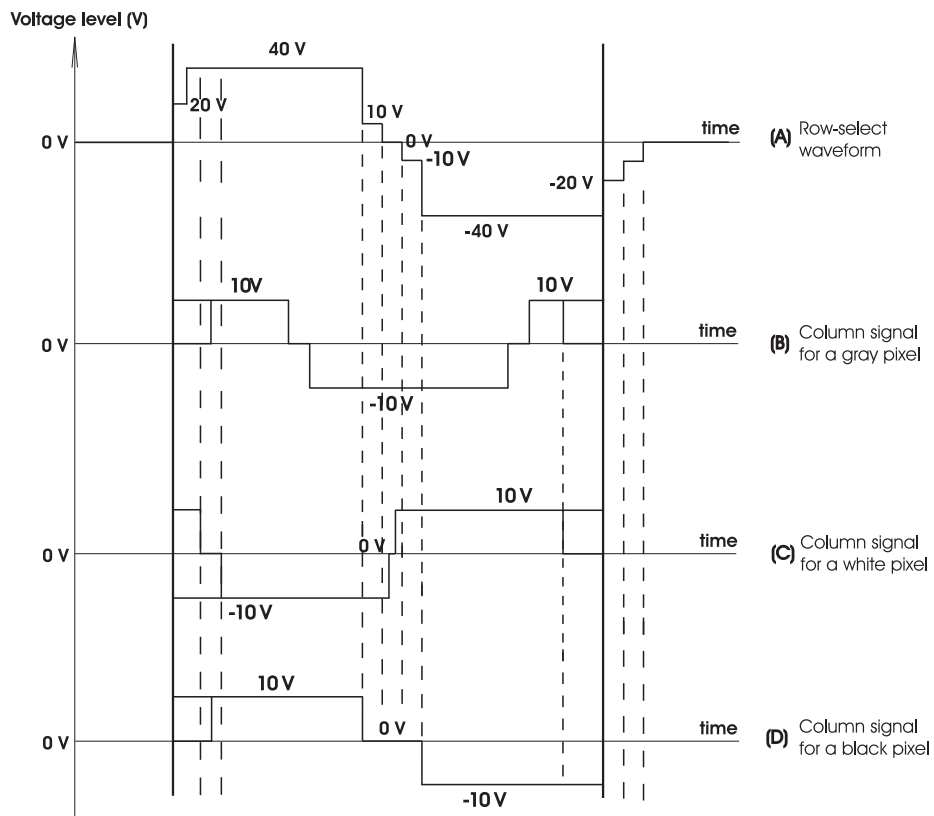 Voltage level (V)
40 V
20 V
10 V
0 V
time
(A) Row-select
waveform
0 V
-10 V
-20 V
-40 V
10V
10 V
0 V
time
(B) Column signal
for a gray pixel
-10 V
10 V
0 V
0 V
time
(C) Column signal
for a white pixel
-10 V
10 V
0 V
0 V
time
(D) Column signal
for a black pixel
-10 V